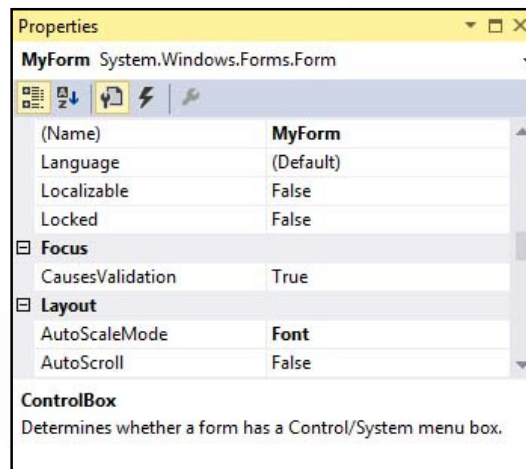 Properties
MyForm System.Windows.Forms.Form
(Name) MyForm
Language (Default)
Localizable False
Locked False
Focus
CausesValidation True
Layout
AutoScaleMode Font
AutoScroll False
ControlBox
Determines whether a form has a Control/System menu box.